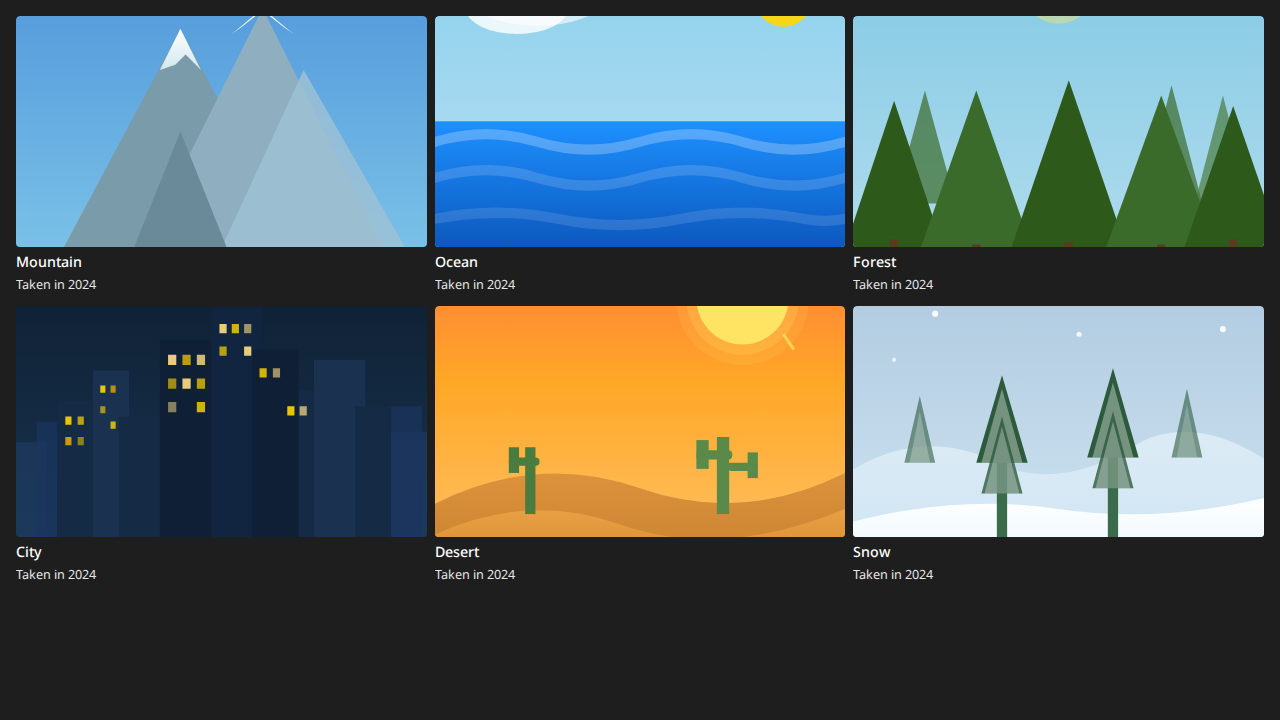 Mountain
Taken in 2024
Ocean
Taken in 2024
Forest
Taken in 2024
City
Taken in 2024
Desert
Taken in 2024
Snow
Taken in 2024